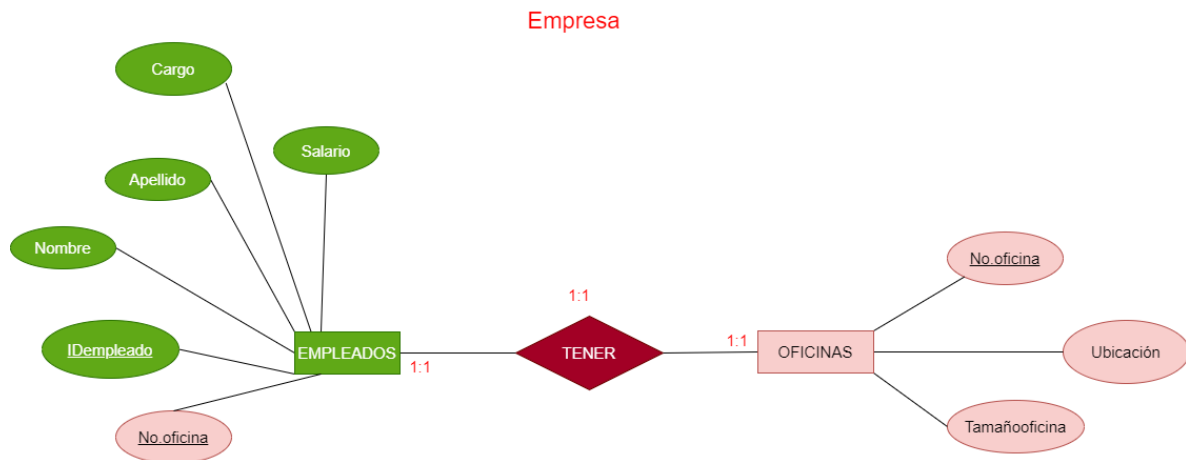 Empresa
Cargo
Salario
Apellido
Nombre
No.oficina
1:1
IDempleado
EMPLEADOS
1:1
TENER
1:1
OFICINAS
Ubicación
No.oficina
Tamañooficina